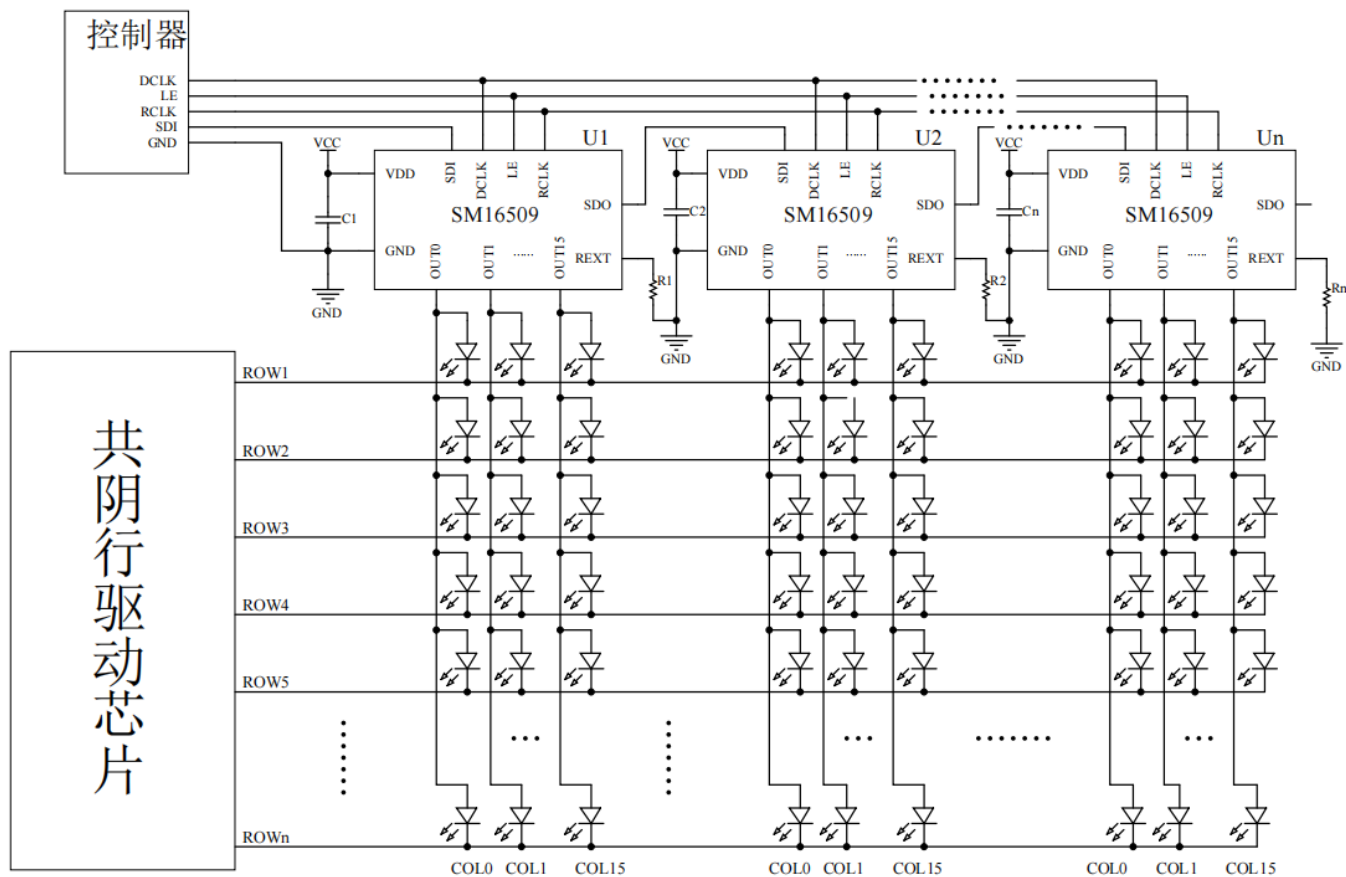 控制器
DCLK
LE
RCLK
SDI
GND
U1
U2
Un
VCC
VDD
SDI
DCLK
LE
RCLK
C1
SM16509
SDO
GND
OUT0
OUT1
......
OUT15
REXT
R1
GND
VCC
VDD
SDI
DCLK
LE
RCLK
C2
SM16509
SDO
GND
OUT0
OUT1
......
OUT15
REXT
R2
GND
VCC
VDD
SDI
DCLK
LE
RCLK
Cn
SM16509
SDO
GND
OUT0
OUT1
......
OUT15
REXT
Rn
GND
GND
共阴行驱动芯片
ROW1
ROW2
ROW3
ROW4
ROW5
ROWn
COL0 COL1 COL15 COL0 COL1 COL15 COL0 COL1 COL15